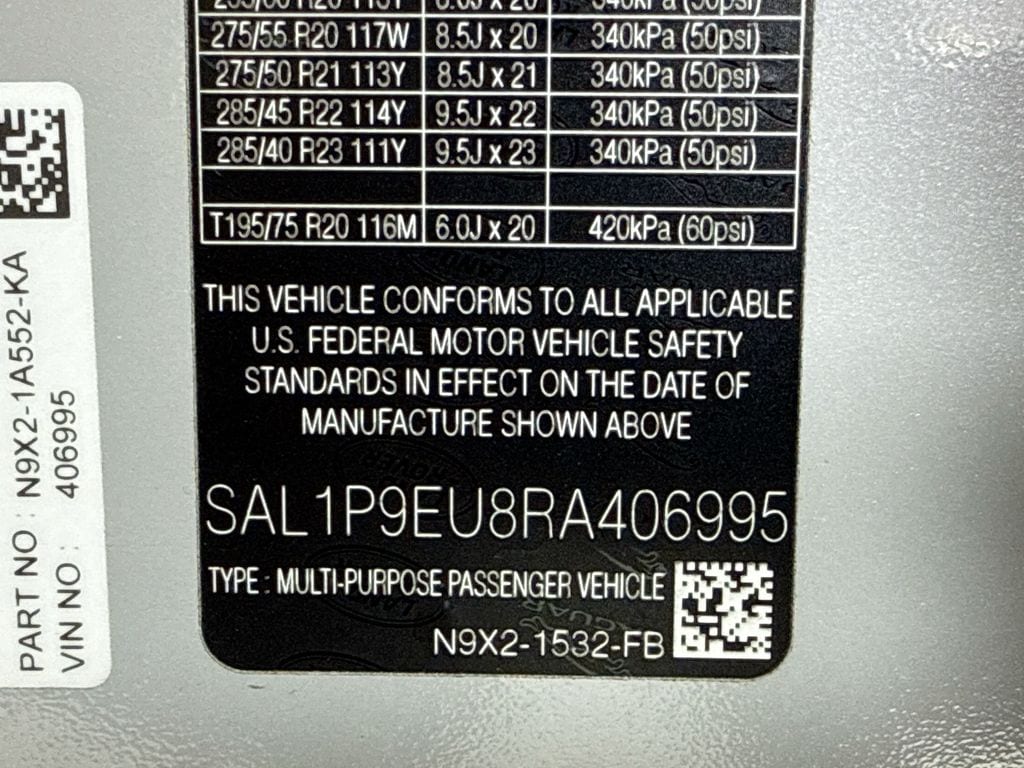 275/55 R20 117W 8.5J x 20 340kPa (50psi)
275/50 R21 113Y 8.5J x 21 340kPa (50psi)
285/45 R22 114Y 9.5J x 22 340kPa (50psi)
285/40 R23 111Y 9.5J x 23 340kPa (50psi)
T195/75 R20 116M 6.0J x 20 420kPa (60psi)
THIS VEHICLE CONFORMS TO ALL APPLICABLE
U.S. FEDERAL MOTOR VEHICLE SAFETY
STANDARDS IN EFFECT ON THE DATE OF
MANUFACTURE SHOWN ABOVE
SAL1P9EU8RA406995
TYPE : MULTI-PURPOSE PASSENGER VEHICLE
N9X2-1532-FB
PART NO : N9X2-1A552-KA
VIN NO : 406995